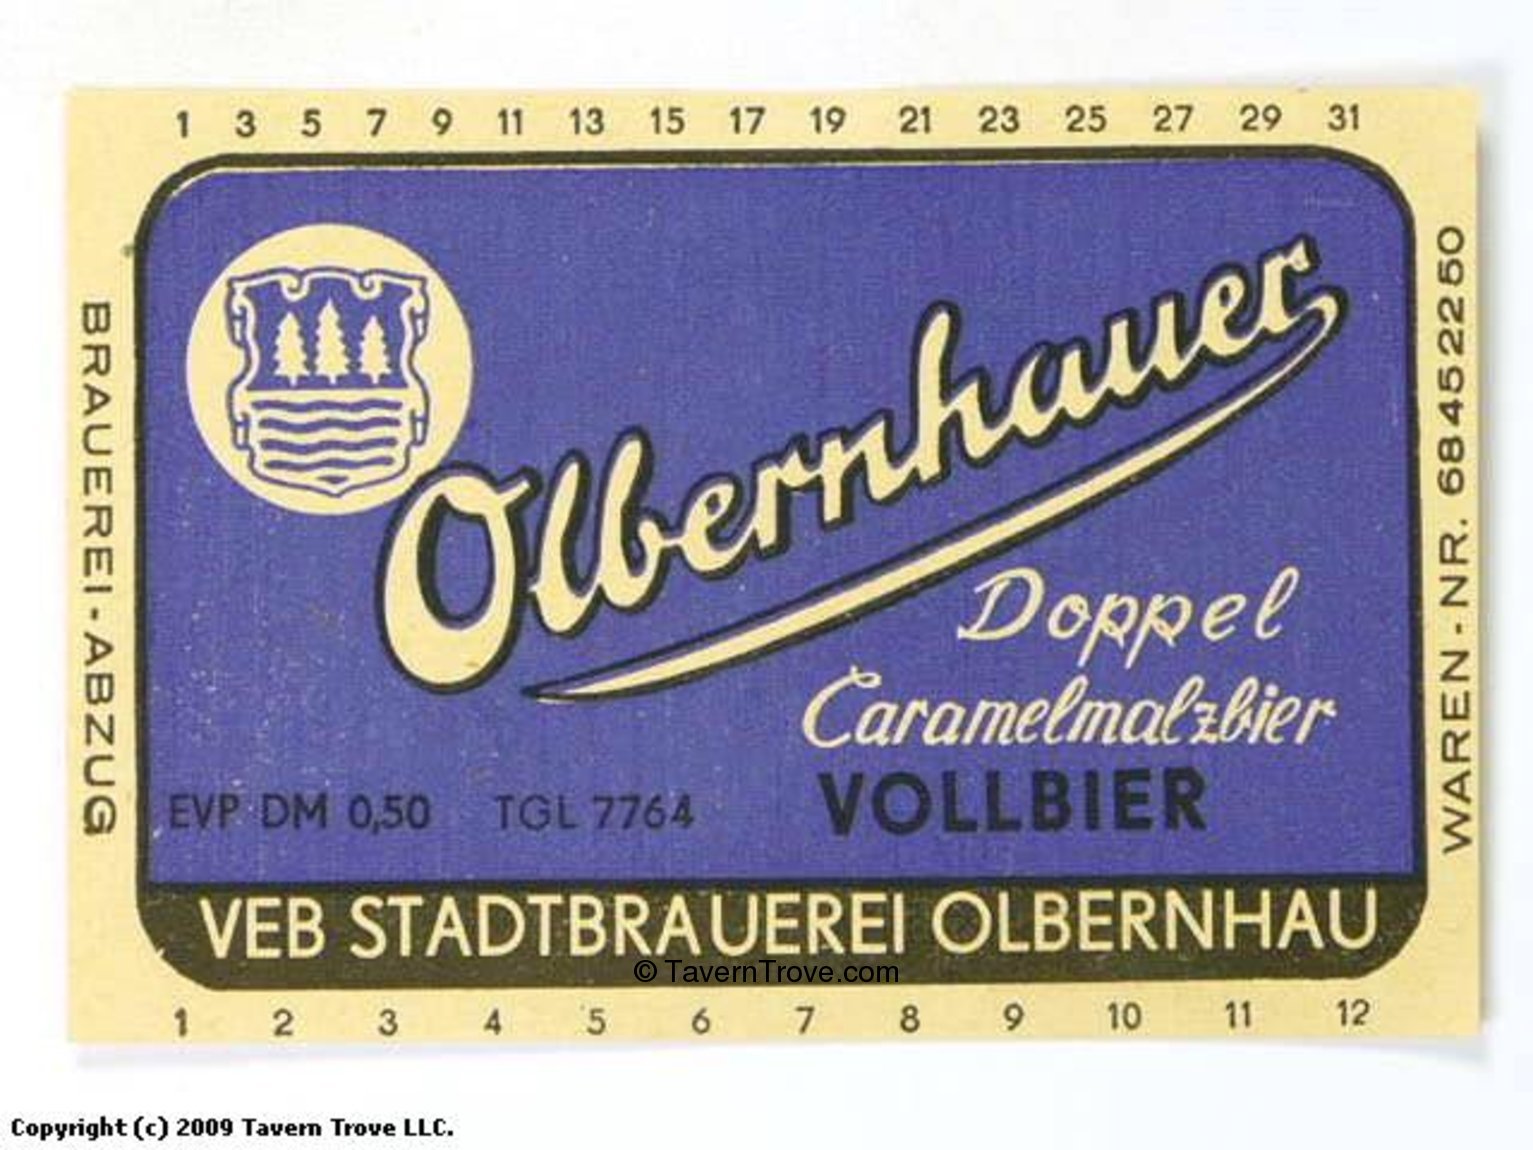 1 3 5 7 9 11 13 15 17 19 21 23 25 27 29 31
BRAUEREI-ABZUG
Olbernhauer
Doppel
Caramelmalzbier
VOLLBIER
EVP DM 0,50 TGL 7764
VEB STADTBRAUEREI OLBERNHAU
© TavernTrove.com
WAREN-NR. 68452250
1 2 3 4 5 6 7 8 9 10 11 12
Copyright (c) 2009 Tavern Trove LLC.